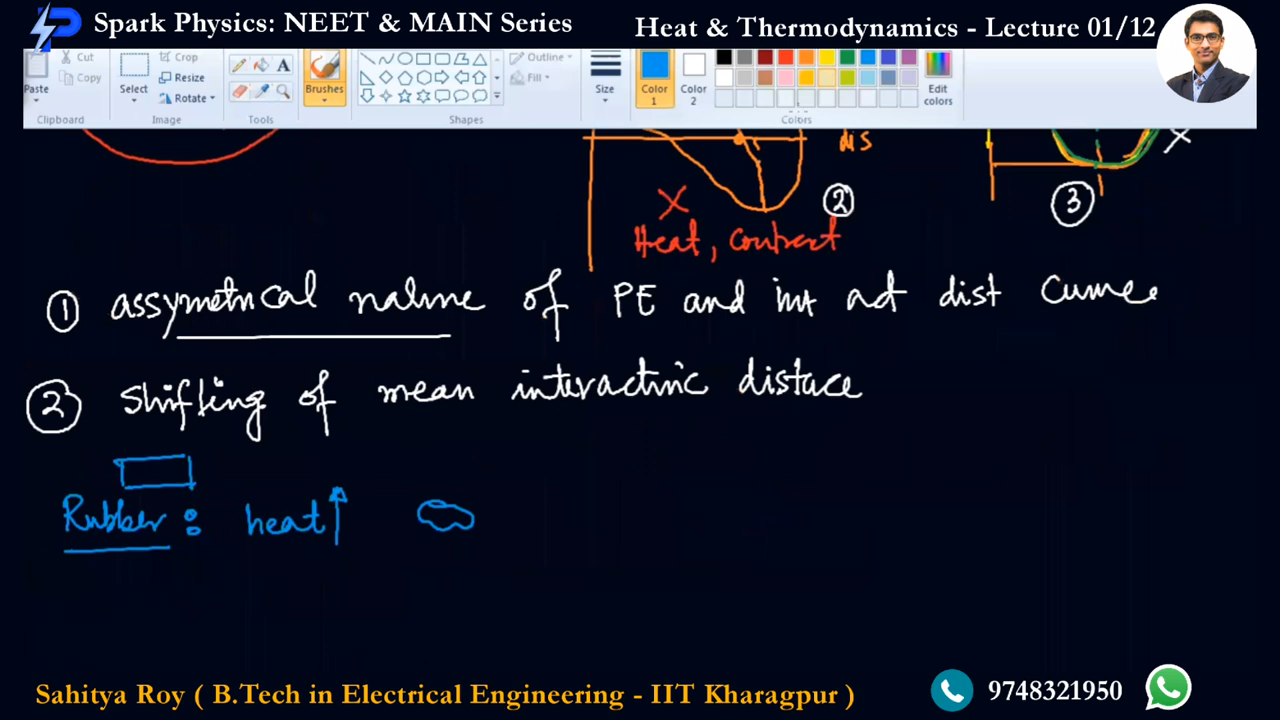 Spark Physics: NEET & MAIN Series
Heat & Thermodynamics - Lecture 01/12
Paste
Cut
Copy
Clipboard
Select
Crop
Resize
Rotate
Image
Tools
Brushes
Shapes
Outline
Fill
Size
Color 1
Color 2
Colors
Edit colors
dis
X
2
X
3
Heat, Contract
1 assymetrical nature of PE and int at dist curve
2 Shifting of mean interactmic distace
Rubber : heat↑
Sahitya Roy ( B.Tech in Electrical Engineering - IIT Kharagpur )
9748321950